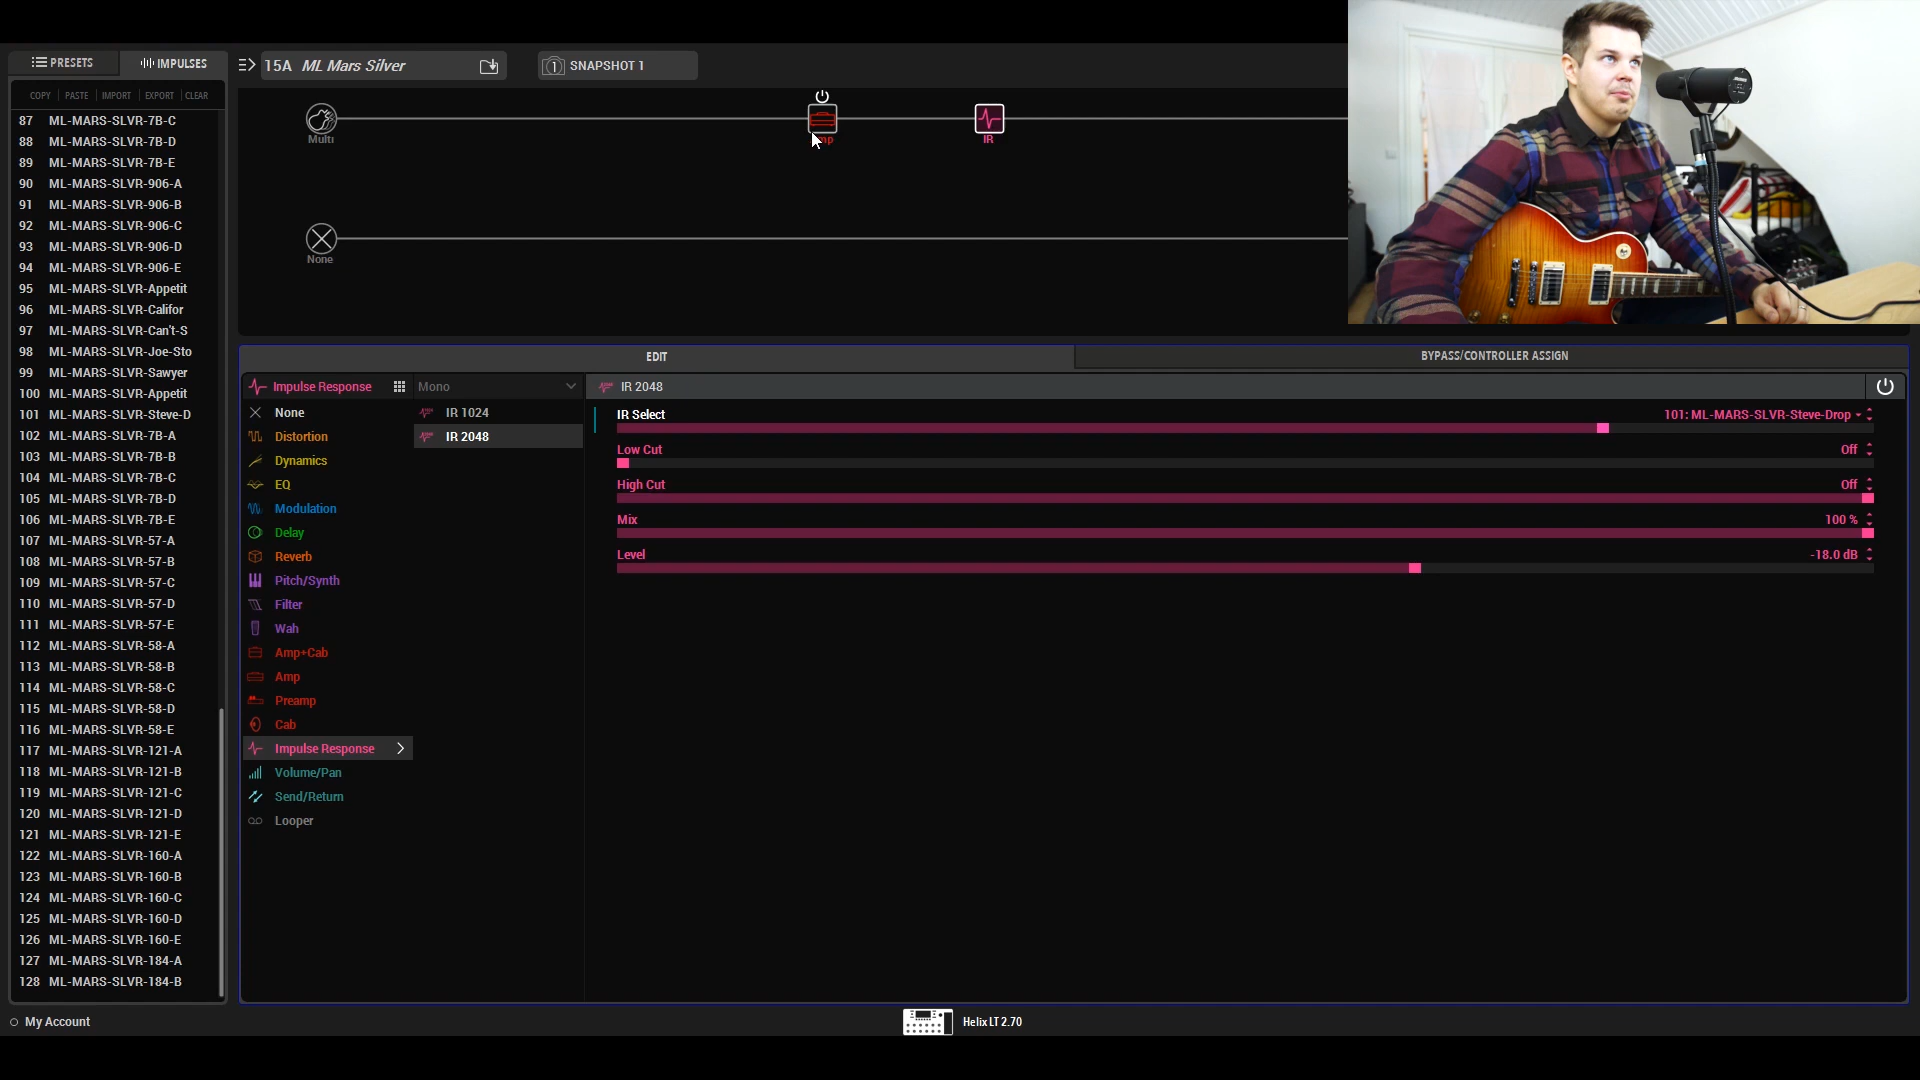 PRESETS
IMPULSES
COPY
PASTE
IMPORT
EXPORT
CLEAR
87 ML-MARS-SLVR-7B-C
88 ML-MARS-SLVR-7B-D
89 ML-MARS-SLVR-7B-E
90 ML-MARS-SLVR-906-A
91 ML-MARS-SLVR-906-B
92 ML-MARS-SLVR-906-C
93 ML-MARS-SLVR-906-D
94 ML-MARS-SLVR-906-E
95 ML-MARS-SLVR-Appetit
96 ML-MARS-SLVR-Califor
97 ML-MARS-SLVR-Can't-S
98 ML-MARS-SLVR-Joe-Sto
99 ML-MARS-SLVR-Sawyer
100 ML-MARS-SLVR-Appetit
101 ML-MARS-SLVR-Steve-D
102 ML-MARS-SLVR-7B-A
103 ML-MARS-SLVR-7B-B
104 ML-MARS-SLVR-7B-C
105 ML-MARS-SLVR-7B-D
106 ML-MARS-SLVR-7B-E
107 ML-MARS-SLVR-57-A
108 ML-MARS-SLVR-57-B
109 ML-MARS-SLVR-57-C
110 ML-MARS-SLVR-57-D
111 ML-MARS-SLVR-57-E
112 ML-MARS-SLVR-58-A
113 ML-MARS-SLVR-58-B
114 ML-MARS-SLVR-58-C
115 ML-MARS-SLVR-58-D
116 ML-MARS-SLVR-58-E
117 ML-MARS-SLVR-121-A
118 ML-MARS-SLVR-121-B
119 ML-MARS-SLVR-121-C
120 ML-MARS-SLVR-121-D
121 ML-MARS-SLVR-121-E
122 ML-MARS-SLVR-160-A
123 ML-MARS-SLVR-160-B
124 ML-MARS-SLVR-160-C
125 ML-MARS-SLVR-160-D
126 ML-MARS-SLVR-160-E
127 ML-MARS-SLVR-184-A
128 ML-MARS-SLVR-184-B
My Account
15A ML Mars Silver
1 SNAPSHOT 1
Multi
IR
None
EDIT
BYPASS/CONTROLLER ASSIGN
Impulse Response
Mono
IR 2048
None
Distortion
Dynamics
EQ
Modulation
Delay
Reverb
Pitch/Synth
Filter
Wah
Amp+Cab
Amp
Preamp
Cab
Impulse Response
Volume/Pan
Send/Return
Looper
IR 1024
IR 2048
IR Select 101: ML-MARS-SLVR-Steve-Drop
Low Cut Off
High Cut Off
Mix 100 %
Level -18.0 dB
Helix LT 2.70